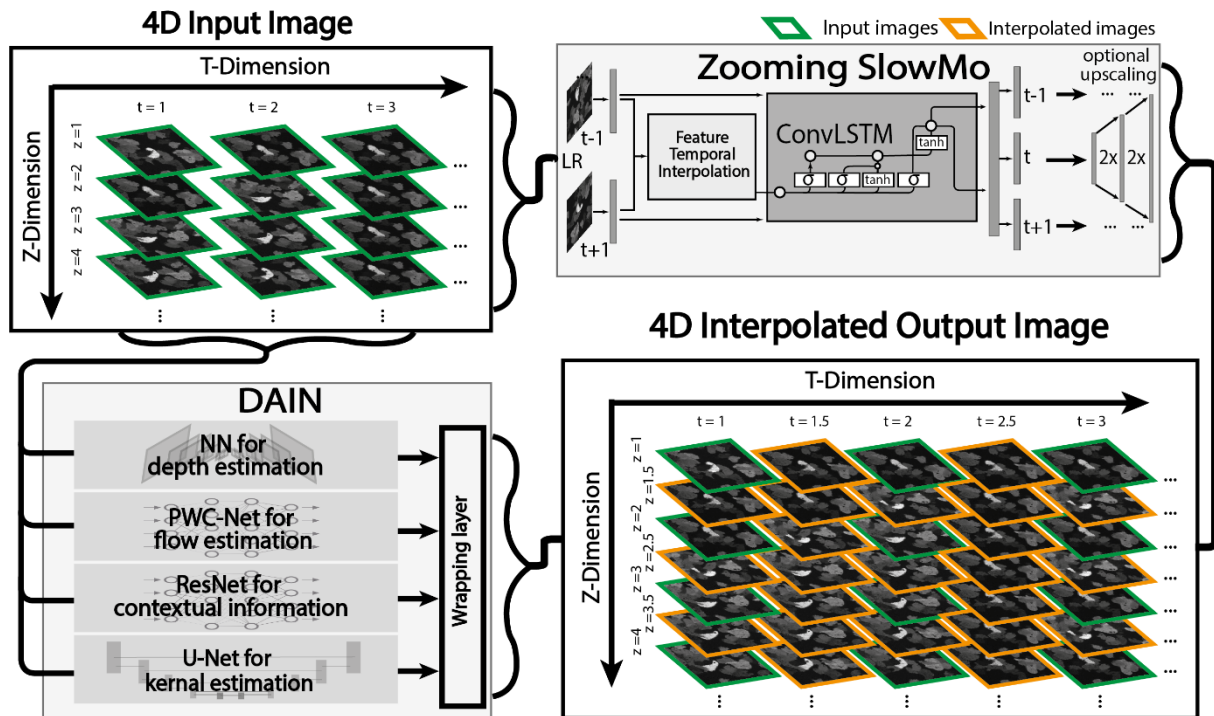 4D Input Image
T-Dimension
t = 1 t = 2 t = 3
Z-Dimension
z=1
z=2
z=3
z=4
...
...
...
...
... ... ...
Input images
Interpolated images
Zooming SlowMo
optional
upscaling
t-1
LR
t+1
Feature
Temporal
Interpolation
ConvLSTM
tanh
σ σ tanh σ
t-1
t
t+1
... ...
2x 2x
... ...
DAIN
NN for
depth estimation
PWC-Net for
flow estimation
ResNet for
contextual information
U-Net for
kernal estimation
Wrapping layer
4D Interpolated Output Image
T-Dimension
t = 1 t = 1.5 t = 2 t = 2.5 t = 3
Z-Dimension
z=1
z=1.5
z=2
z=2.5
z=3
z=3.5
z=4
...
...
...
...
...
...
...
... ... ... ... ...